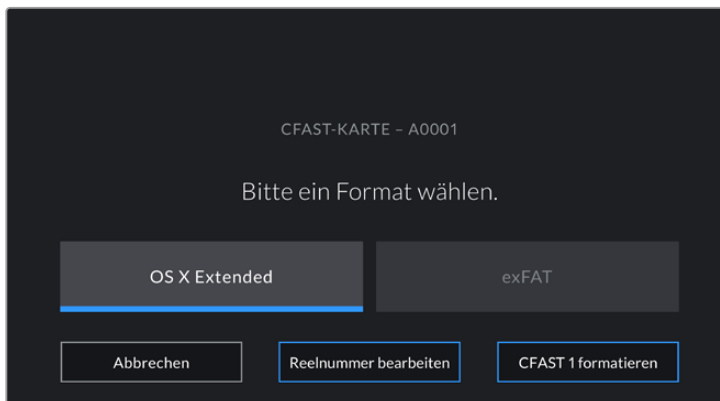 CFAST-KARTE – A0001
Bitte ein Format wählen.
OS X Extended
exFAT
Abbrechen
Reelnummer bearbeiten
CFAST 1 formatieren